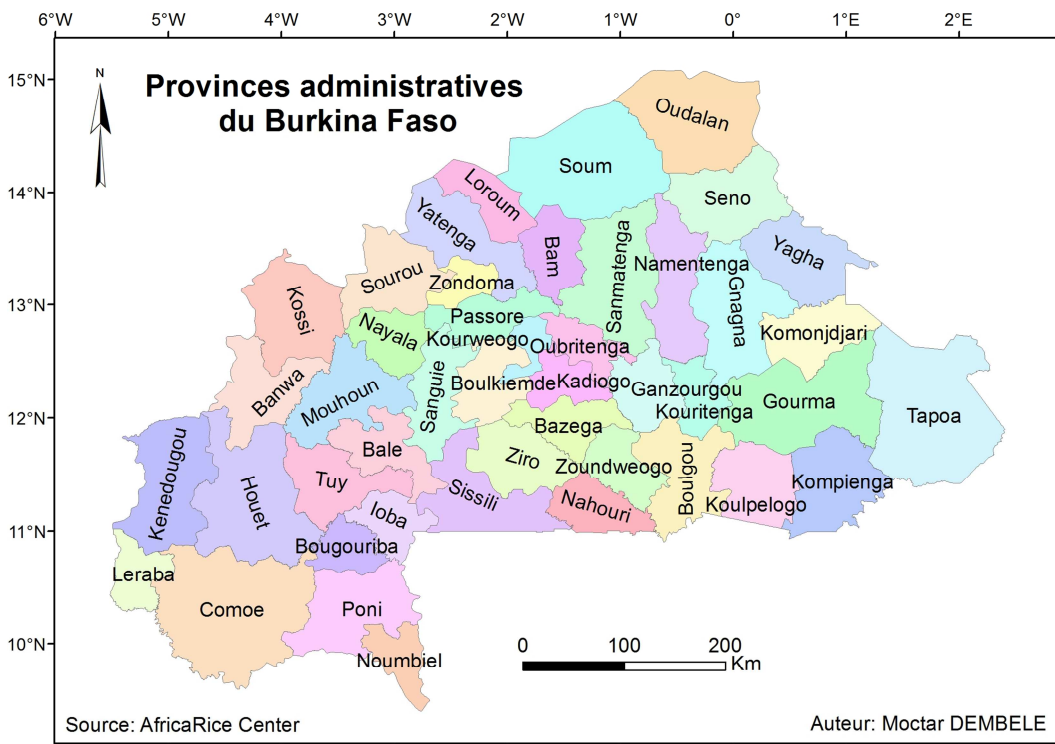 6°W 5°W 4°W 3°W 2°W 1°W 0° 1°E 2°E
15°N
14°N
13°N
12°N
11°N
10°N
N
Provinces administratives
du Burkina Faso
Oudalan
Soum
Seno
Loroum
Yatenga
Bam
Sanmatenga
Namentenga
Gnagna
Yagha
Sourou
Zondoma
Kossi
Passore
Nayala
Kourweogo
Oubritenga
Komonjdjari
Banwa
Mouhoun
Sanguie
Boulkiemde
Kadiogo
Ganzourgou
Kouritenga
Gourma
Tapoa
Bazega
Kenedougou
Houet
Bale
Tuy
Ziro
Zoundweogo
Boulgou
Sissili
Nahouri
Koulpelogo
Kompienga
Ioba
Bougouriba
Leraba
Comoe
Poni
Noumbiel
0 100 200
Km
Source: AfricaRice Center
Auteur: Moctar DEMBELE